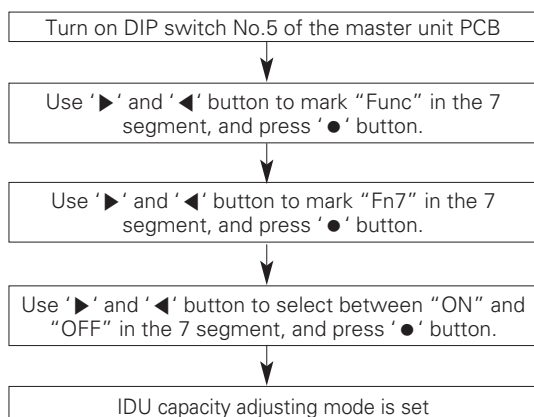 Turn on DIP switch No.5 of the master unit PCB
Use ‘▶‘ and ‘◀‘ button to mark “Func” in the 7
segment, and press ‘●‘ button.
Use ‘▶‘ and ‘◀‘ button to mark “Fn7” in the 7
segment, and press ‘●‘ button.
Use ‘▶‘ and ‘◀‘ button to select between “ON” and
“OFF” in the 7 segment, and press ‘●‘ button.
IDU capacity adjusting mode is set